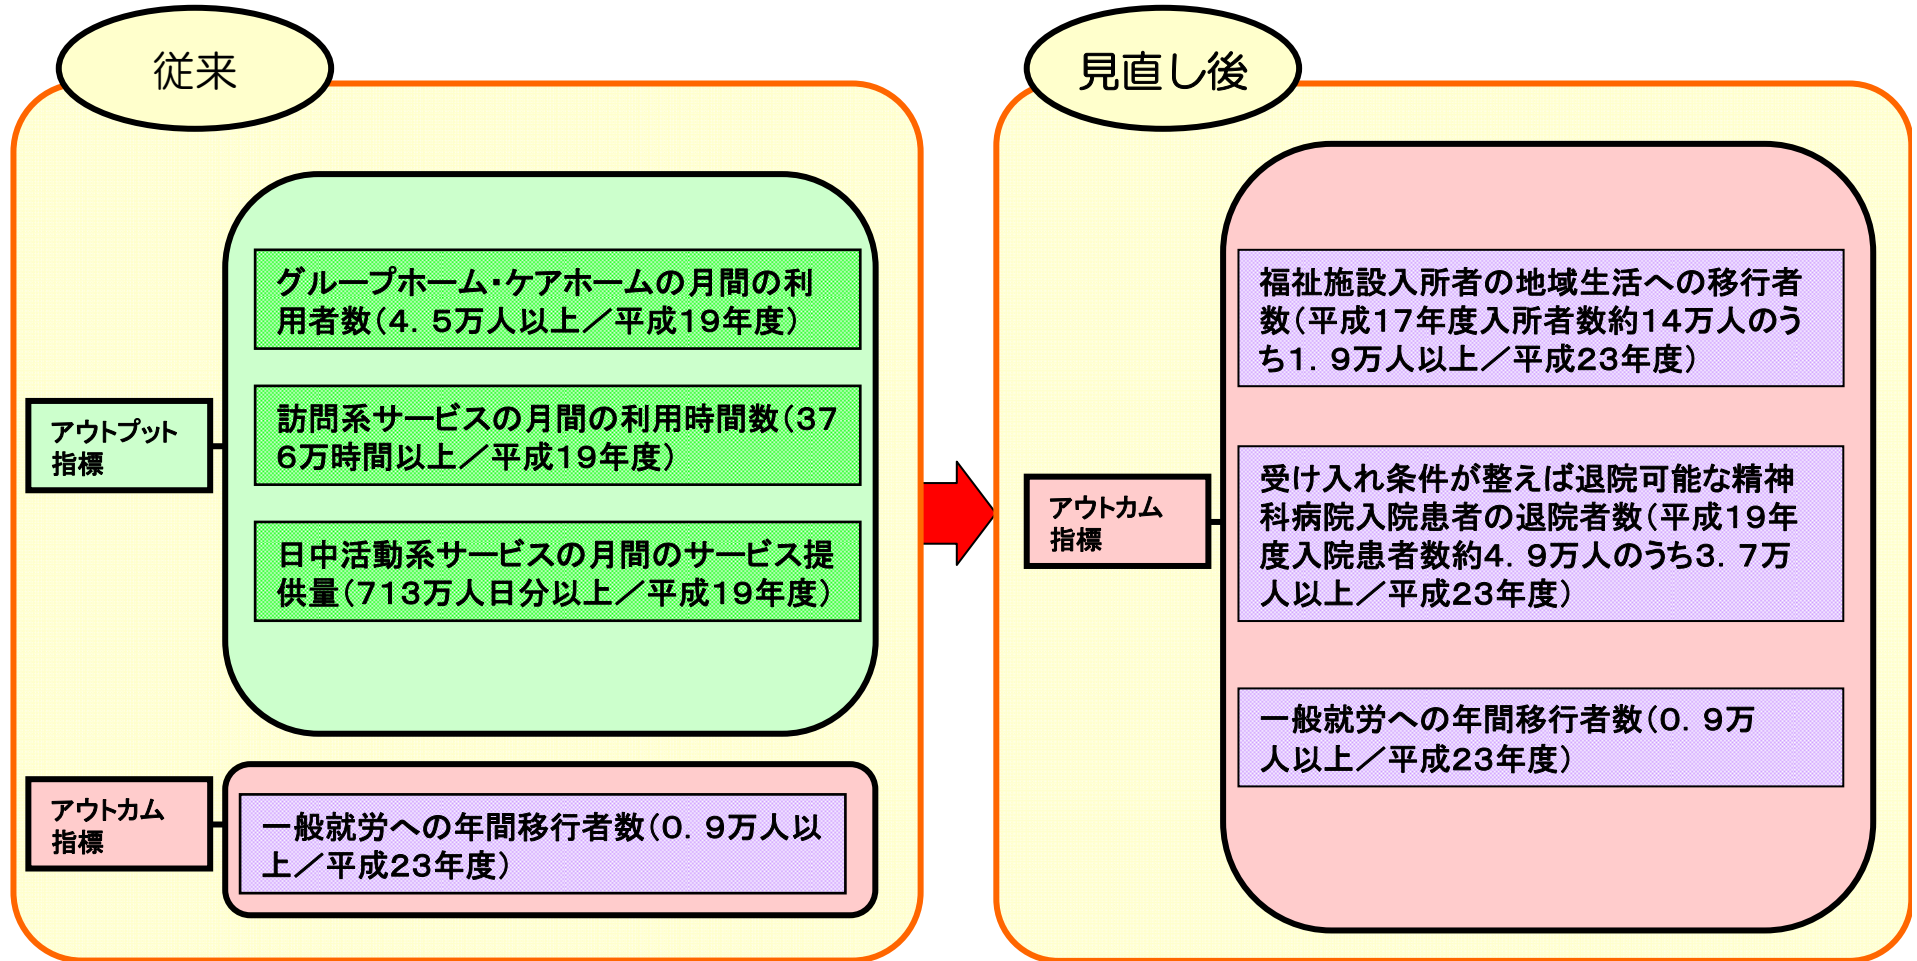 従来
アウトプット
指標
グループホーム・ケアホームの月間の利
用者数(4.5万人以上/平成19年度)
訪問系サービスの月間の利用時間数(37
6万時間以上/平成19年度)
日中活動系サービスの月間のサービス提
供量(713万人日分以上/平成19年度)
アウトカム
指標
一般就労への年間移行者数(0.9万人以
上/平成23年度)
見直し後
アウトカム
指標
福祉施設入所者の地域生活への移行者
数(平成17年度入所者数約14万人のう
ち1.9万人以上/平成23年度)
受け入れ条件が整えば退院可能な精神
科病院入院患者の退院者数(平成19年
度入院患者数約4.9万人のうち3.7万
人以上/平成23年度)
一般就労への年間移行者数(0.9万
人以上/平成23年度)